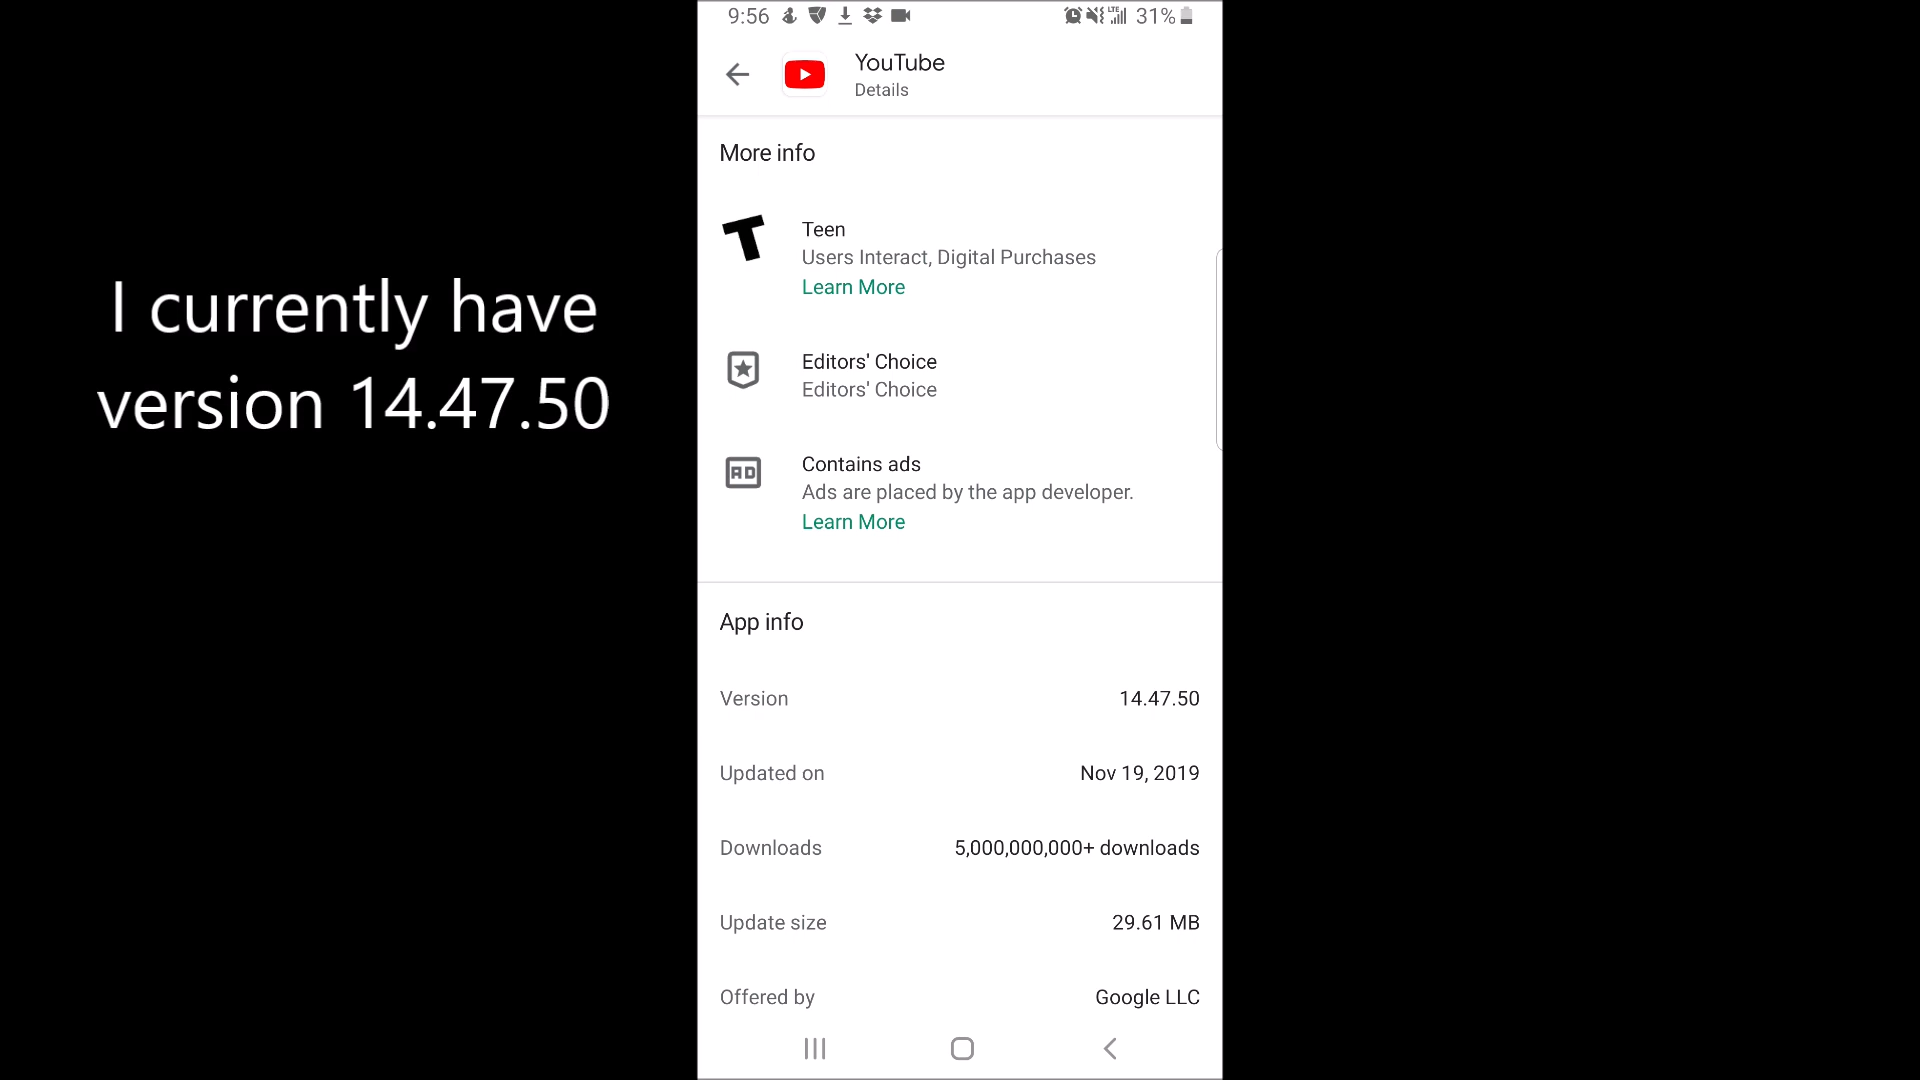 9:56 LTE 31%
YouTube
Details
More info
I currently have
version 14.47.50
T Teen
Users Interact, Digital Purchases
Learn More
Editors' Choice
Editors' Choice
AD Contains ads
Ads are placed by the app developer.
Learn More
App info
Version 14.47.50
Updated on Nov 19, 2019
Downloads 5,000,000,000+ downloads
Update size 29.61 MB
Offered by Google LLC